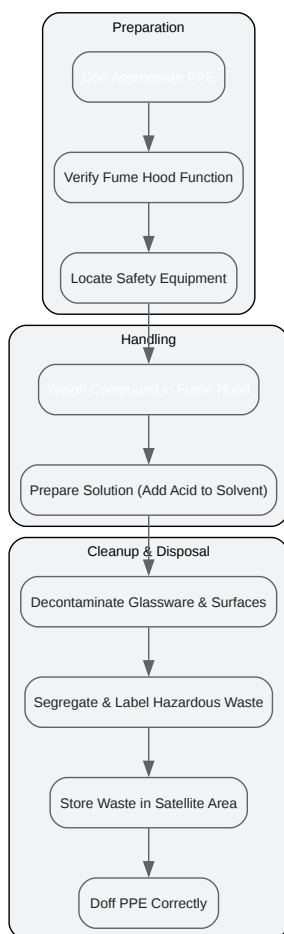 Preparation
Don Appropriate PPE
Verify Fume Hood Function
Locate Safety Equipment
Handling
Weigh Compound in Fume Hood
Prepare Solution (Add Acid to Solvent)
Cleanup & Disposal
Decontaminate Glassware & Surfaces
Segregate & Label Hazardous Waste
Store Waste in Satellite Area
Doff PPE Correctly